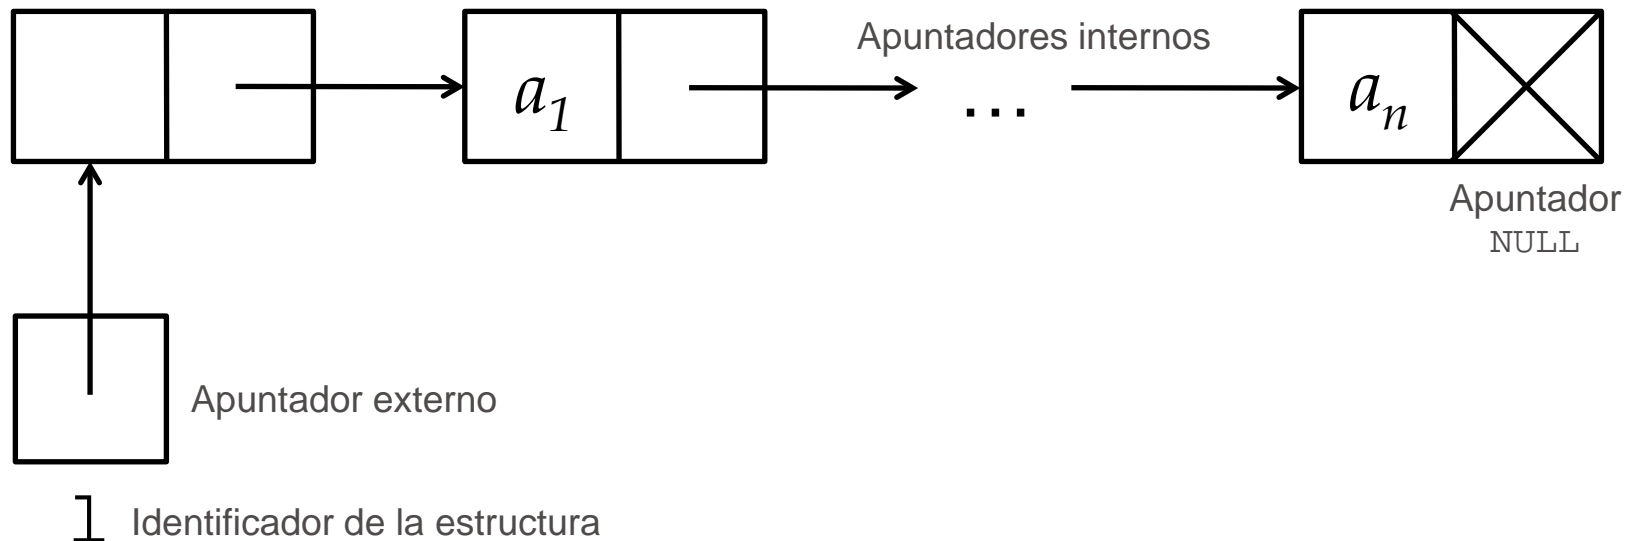 Apuntadores internos
a₁ ... aₙ
Apuntador
NULL
Apuntador externo
l Identificador de la estructura